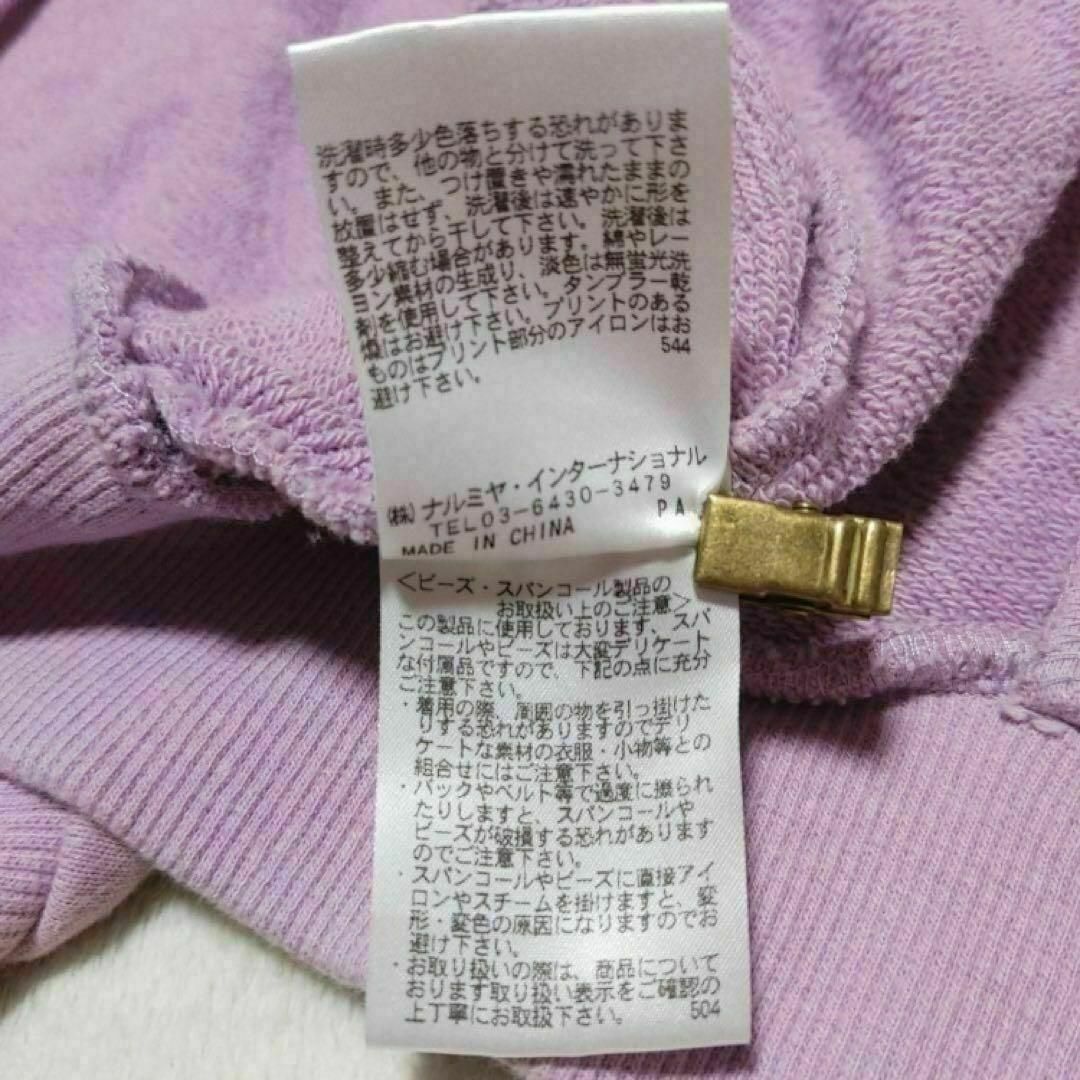 洗濯時多少色落ちする恐れがありま
すので、他の物と分けて洗って下さ
い。また、つけ置きや濡れたままの
放置はせず、洗濯後は速やかに形を
整えてから干して下さい。洗濯後は
多少縮む場合があります。綿やレー
ヨン素材の生成り、淡色は無蛍光洗
剤を使用して下さい。タンブラー乾
燥はお避け下さい。プリントのある
ものはプリント部分のアイロンはお
避け下さい。 544
(株)ナルミヤ・インターナショナル
TEL03-6430-3479
MADE IN CHINA PA
<ビーズ・スパンコール製品の
お取扱い上のご注意>
この製品に使用しております、スパ
ンコールやビーズは大変デリケート
な付属品ですので、下記の点に充分
ご注意下さい。
・着用の際、周囲の物を引っ掛けた
りする恐れがありますのでデリ
ケートな素材の衣服・小物等との
組合せにはご注意下さい。
・バックやベルト等で過度に擦られ
たりしますと、スパンコールや
ビーズが破損する恐れがあります
のでご注意下さい。
・スパンコールやビーズに直接アイ
ロンやスチームを掛けますと、変
形・変色の原因になりますのでお
避け下さい。
・お取り扱いの際は、商品について
おります取り扱い表示をご確認の
上丁寧にお取扱下さい。 504